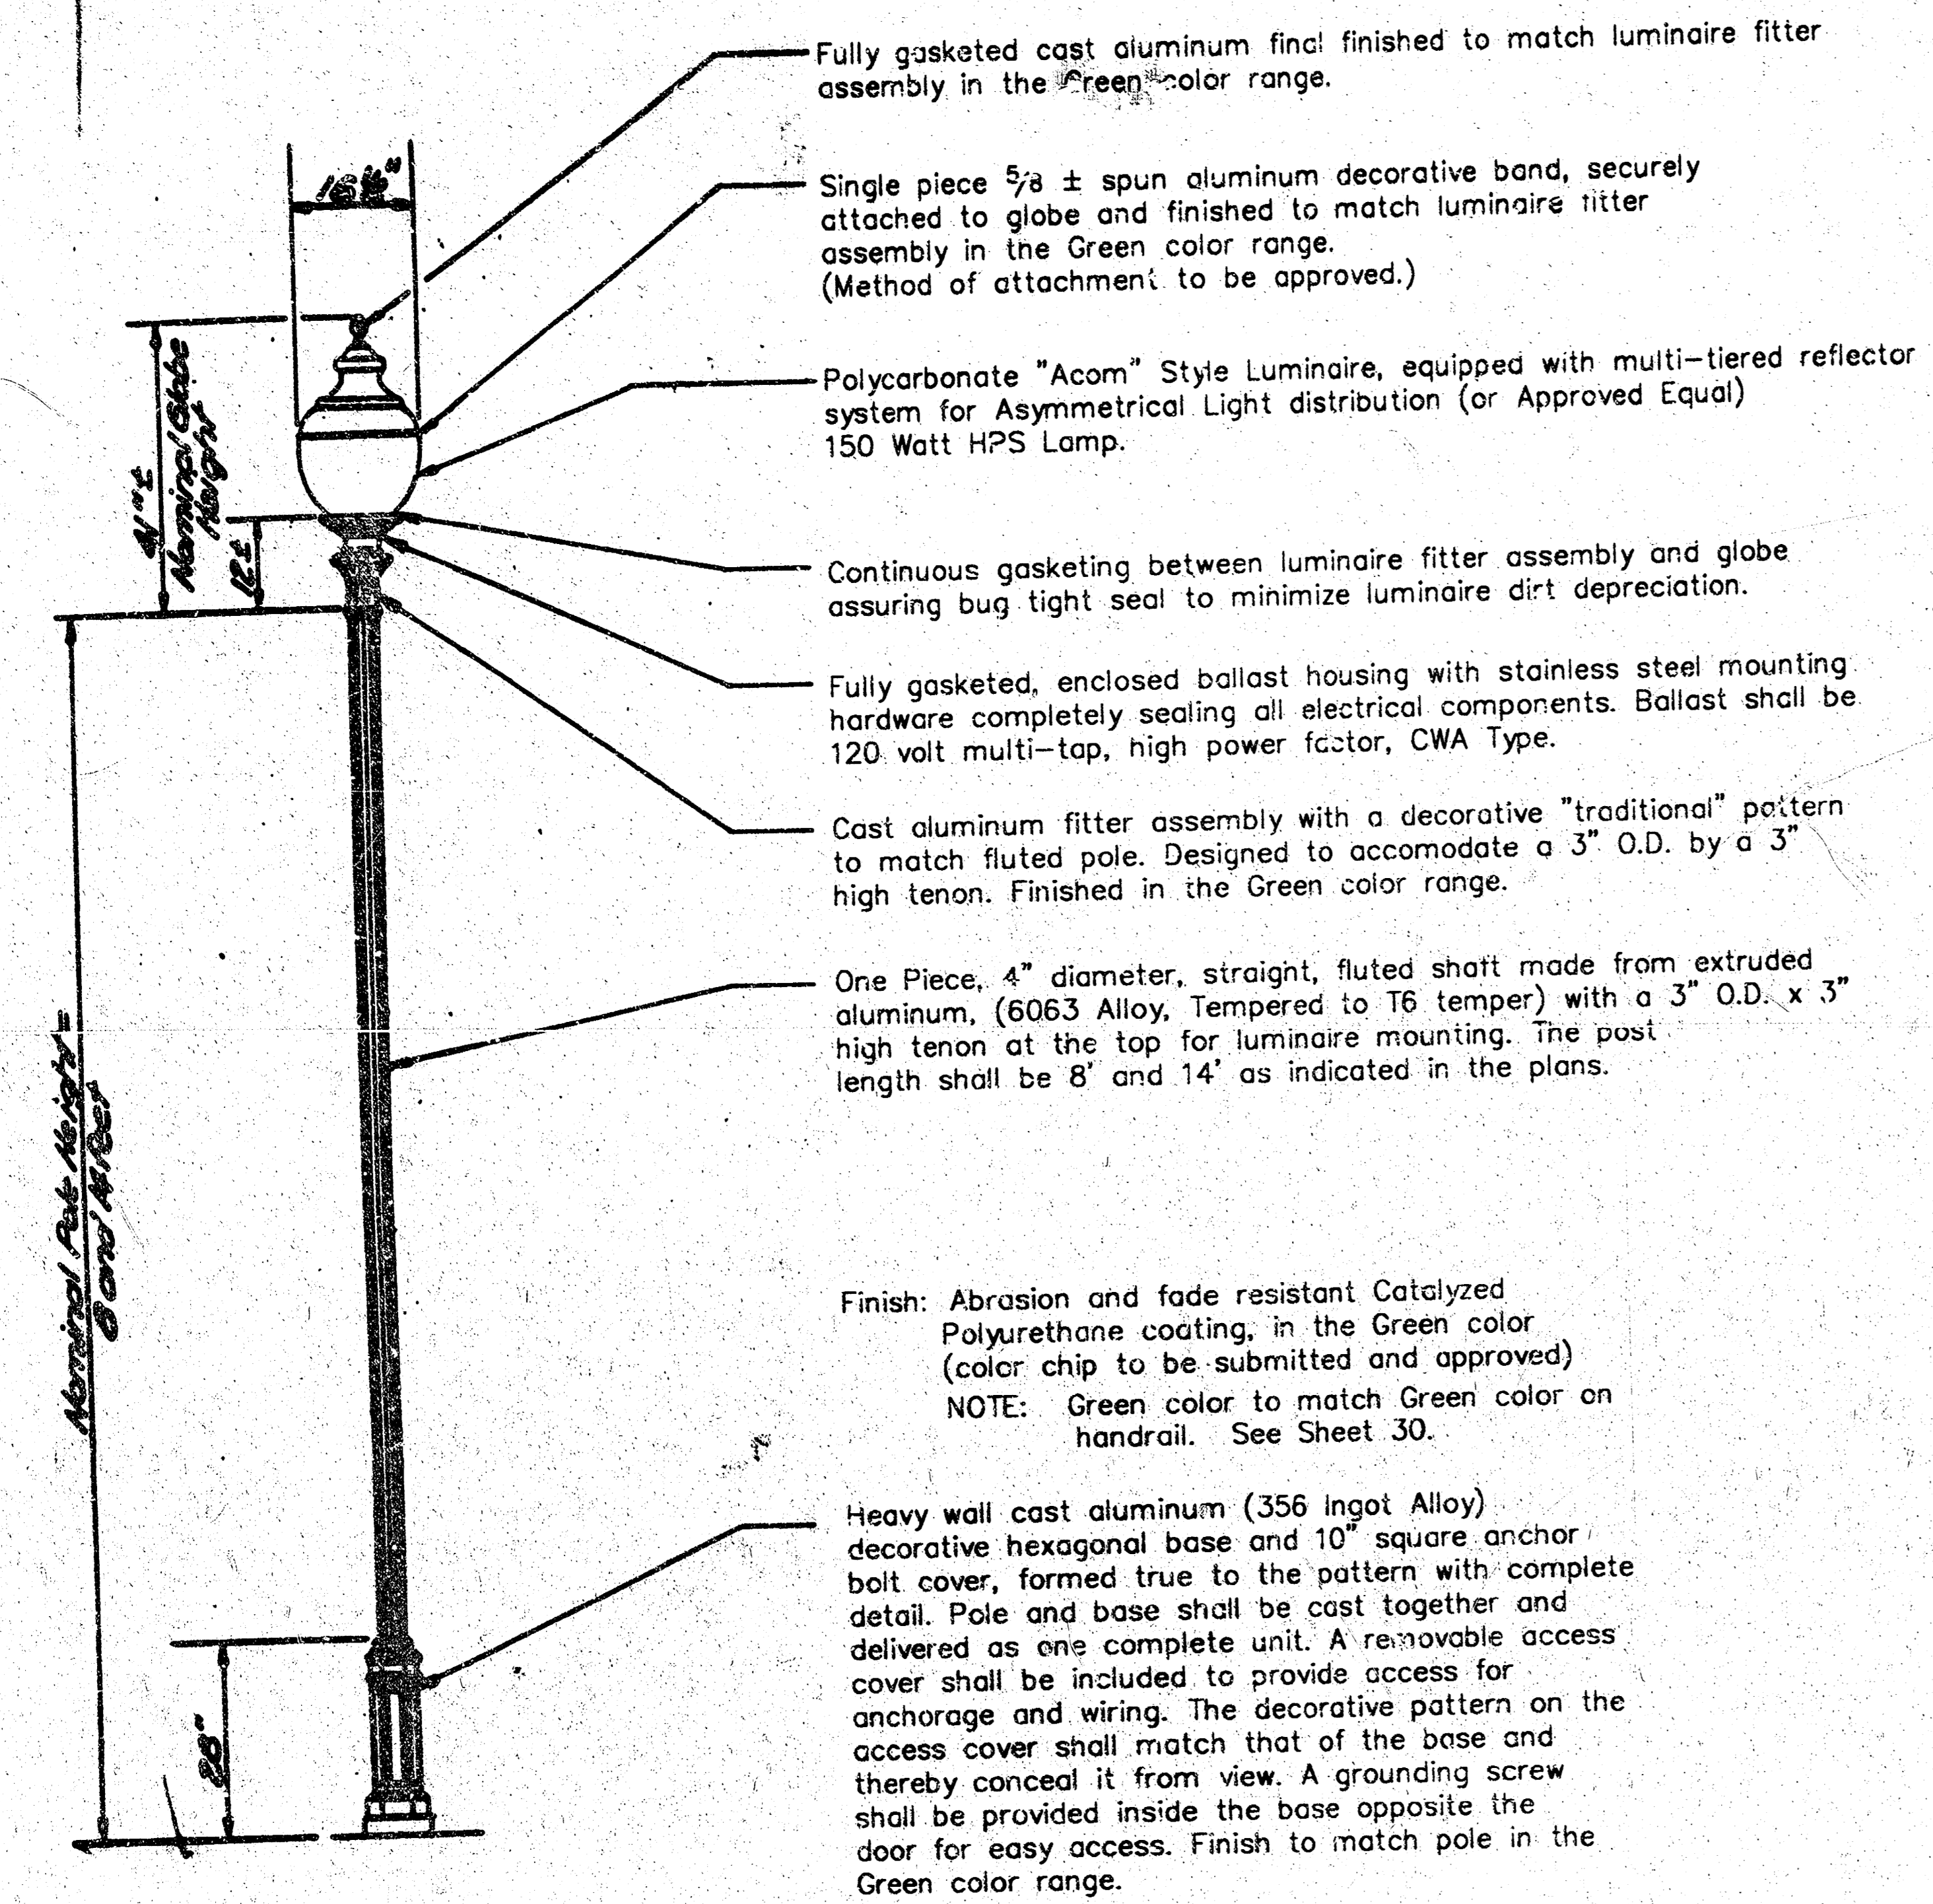 Fully gasketed cast aluminum final finished to match luminaire fitter
assembly in the Green color range.
Single piece 5/8 ± spun aluminum decorative band, securely
attached to globe and finished to match luminaire fitter
assembly in the Green color range.
(Method of attachment to be approved.)
Polycarbonate "Acorn" Style Luminaire, equipped with multi-tiered reflector
system for Asymmetrical Light distribution (or Approved Equal)
150 Watt HPS Lamp.
Continuous gasketing between luminaire fitter assembly and globe
assuring bug tight seal to minimize luminaire dirt depreciation.
Fully gasketed, enclosed ballast housing with stainless steel mounting
hardware completely sealing all electrical components. Ballast shall be
120 volt multi-tap, high power factor, CWA Type.
Cast aluminum fitter assembly with a decorative "traditional" pattern
to match fluted pole. Designed to accomodate a 3" O.D. by a 3"
high tenon. Finished in the Green color range.
One Piece, 4" diameter, straight, fluted shaft made from extruded
aluminum, (6063 Alloy, Tempered to T6 temper) with a 3" O.D. x 3"
high tenon at the top for luminaire mounting. The post
length shall be 8' and 14' as indicated in the plans.
Finish: Abrasion and fade resistant Catalyzed
Polyurethane coating, in the Green color
(color chip to be submitted and approved)
NOTE: Green color to match Green color on
handrail. See Sheet 30.
Heavy wall cast aluminum (356 Ingot Alloy)
decorative hexagonal base and 10" square anchor
bolt cover, formed true to the pattern with complete
detail. Pole and base shall be cast together and
delivered as one complete unit. A removable access
cover shall be included to provide access for
anchorage and wiring. The decorative pattern on the
access cover shall match that of the base and
thereby conceal it from view. A grounding screw
shall be provided inside the base opposite the
door for easy access. Finish to match pole in the
Green color range.
41"±
Nominal Globe
Height
12±
Nominal Pole Height =
8 and 14 Feet
28"